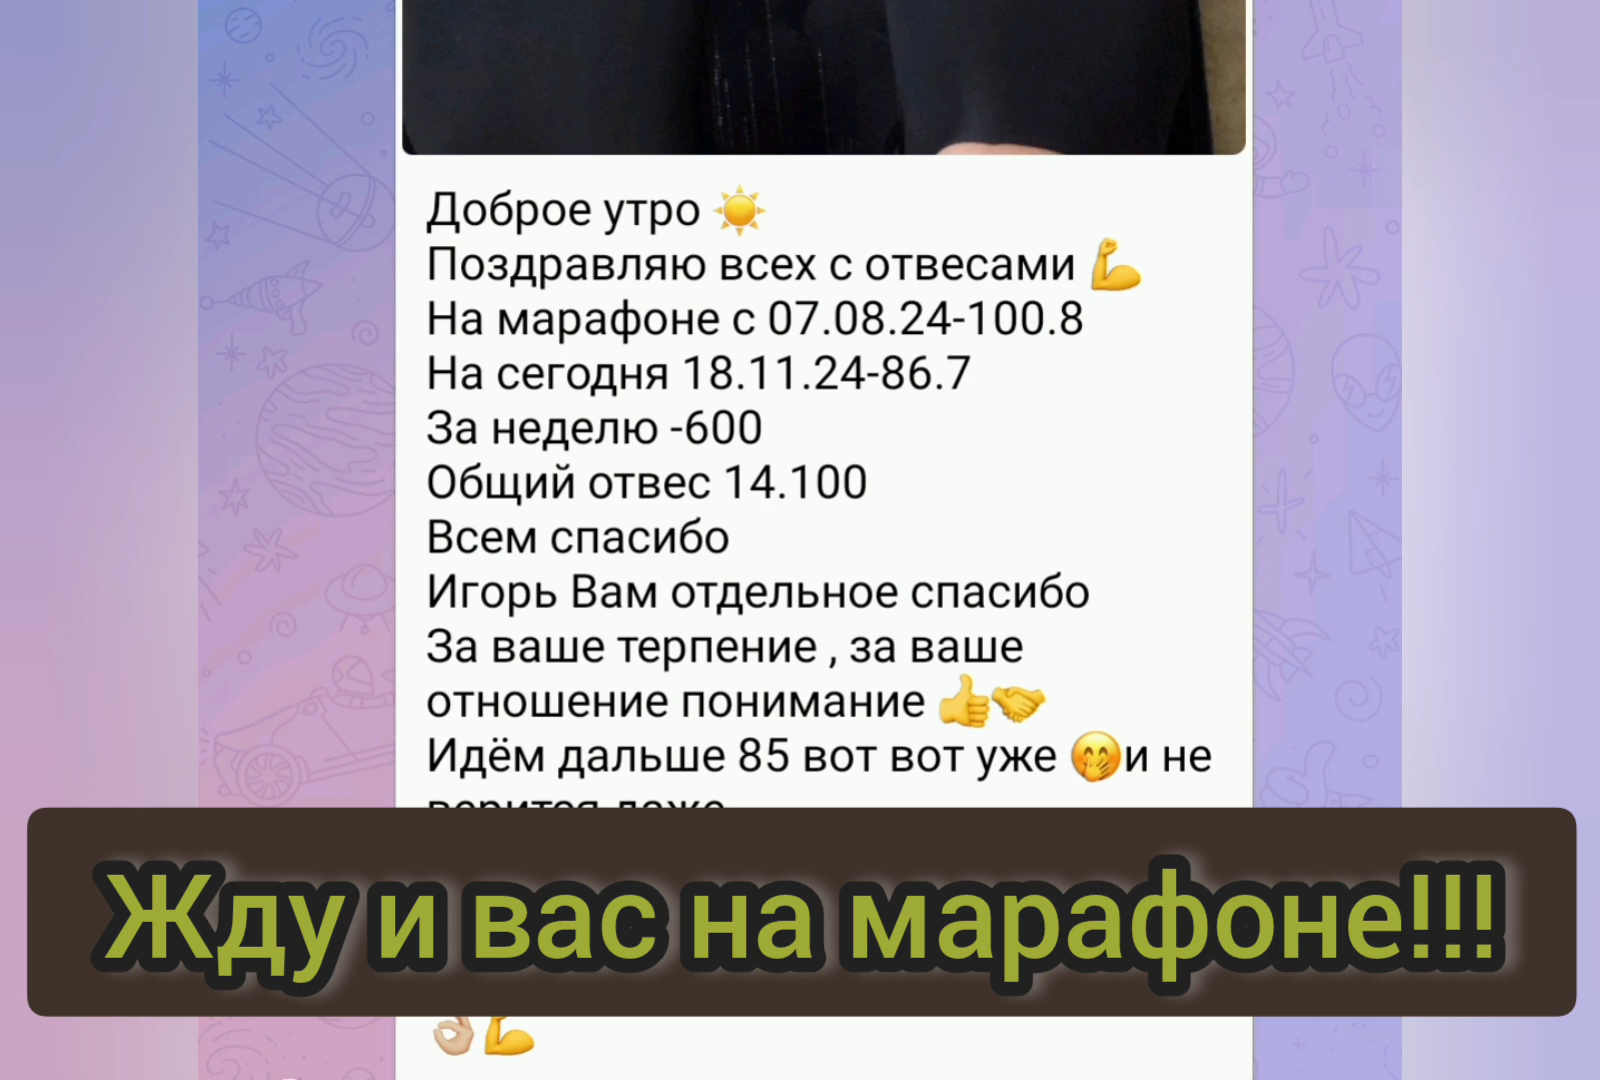 Доброе утро ☀️
Поздравляю всех с отвесами 💪
На марафоне с 07.08.24-100.8
На сегодня 18.11.24-86.7
За неделю -600
Общий отвес 14.100
Всем спасибо
Игорь Вам отдельное спасибо
За ваше терпение , за ваше
отношение понимание 👍🤝
Идём дальше 85 вот вот уже 🤭и не
верится даже
Жду и вас на марафоне!!!
👌🏼💪